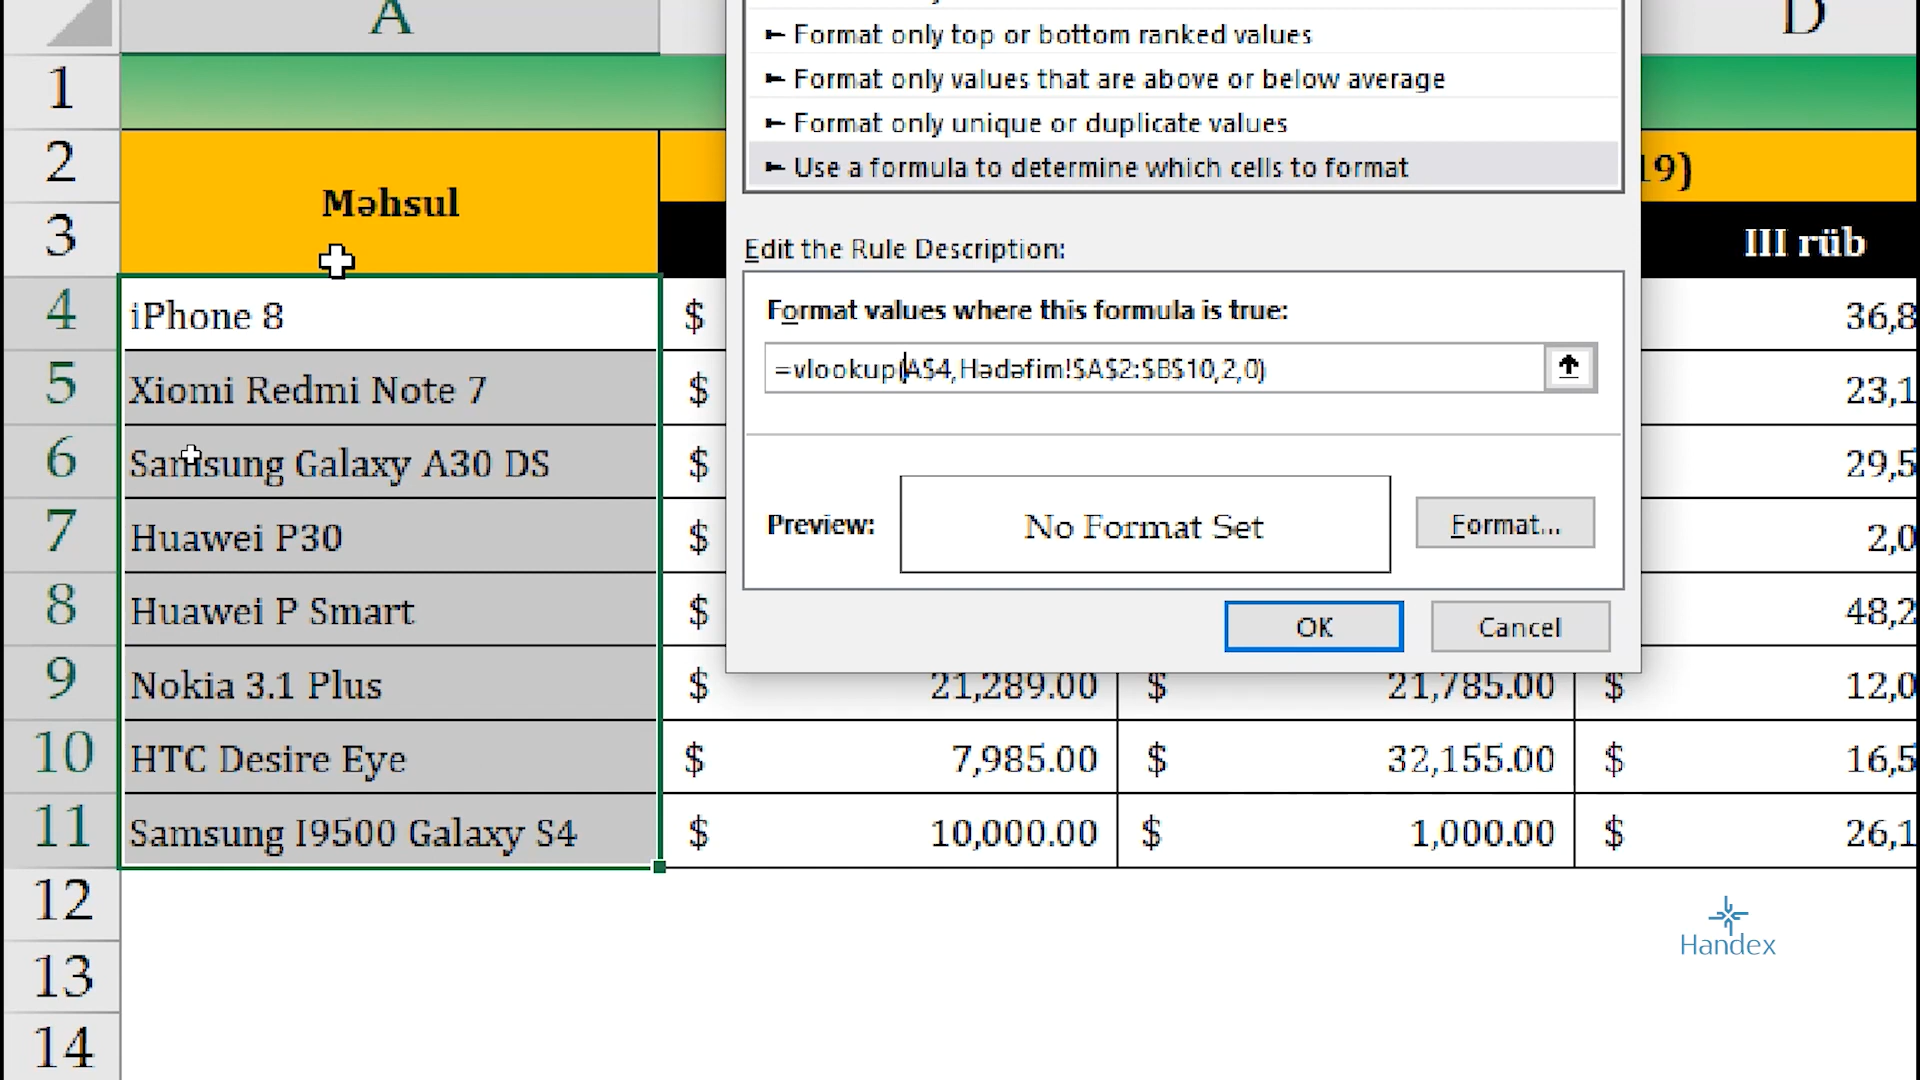 A
D
Format only top or bottom ranked values
1
Format only values that are above or below average
Format only unique or duplicate values
2
Use a formula to determine which cells to format
19)
Məhsul
3
Edit the Rule Description:
III rüb
4
iPhone 8
$
Format values where this formula is true:
36,8
5
Xiomi Redmi Note 7
$
=vlookup(A$4,Hədəfim!$A$2:$B$10,2,0)
23,1
6
Samsung Galaxy A30 DS
$
29,5
7
Huawei P30
$
Preview:
No Format Set
Format...
2,0
8
Huawei P Smart
$
OK
Cancel
48,2
9
Nokia 3.1 Plus
$ 21,289.00
$ 21,785.00
$ 12,0
10
HTC Desire Eye
$ 7,985.00
$ 32,155.00
$ 16,5
11
Samsung I9500 Galaxy S4
$ 10,000.00
$ 1,000.00
$ 26,1
12
Handex
13
14